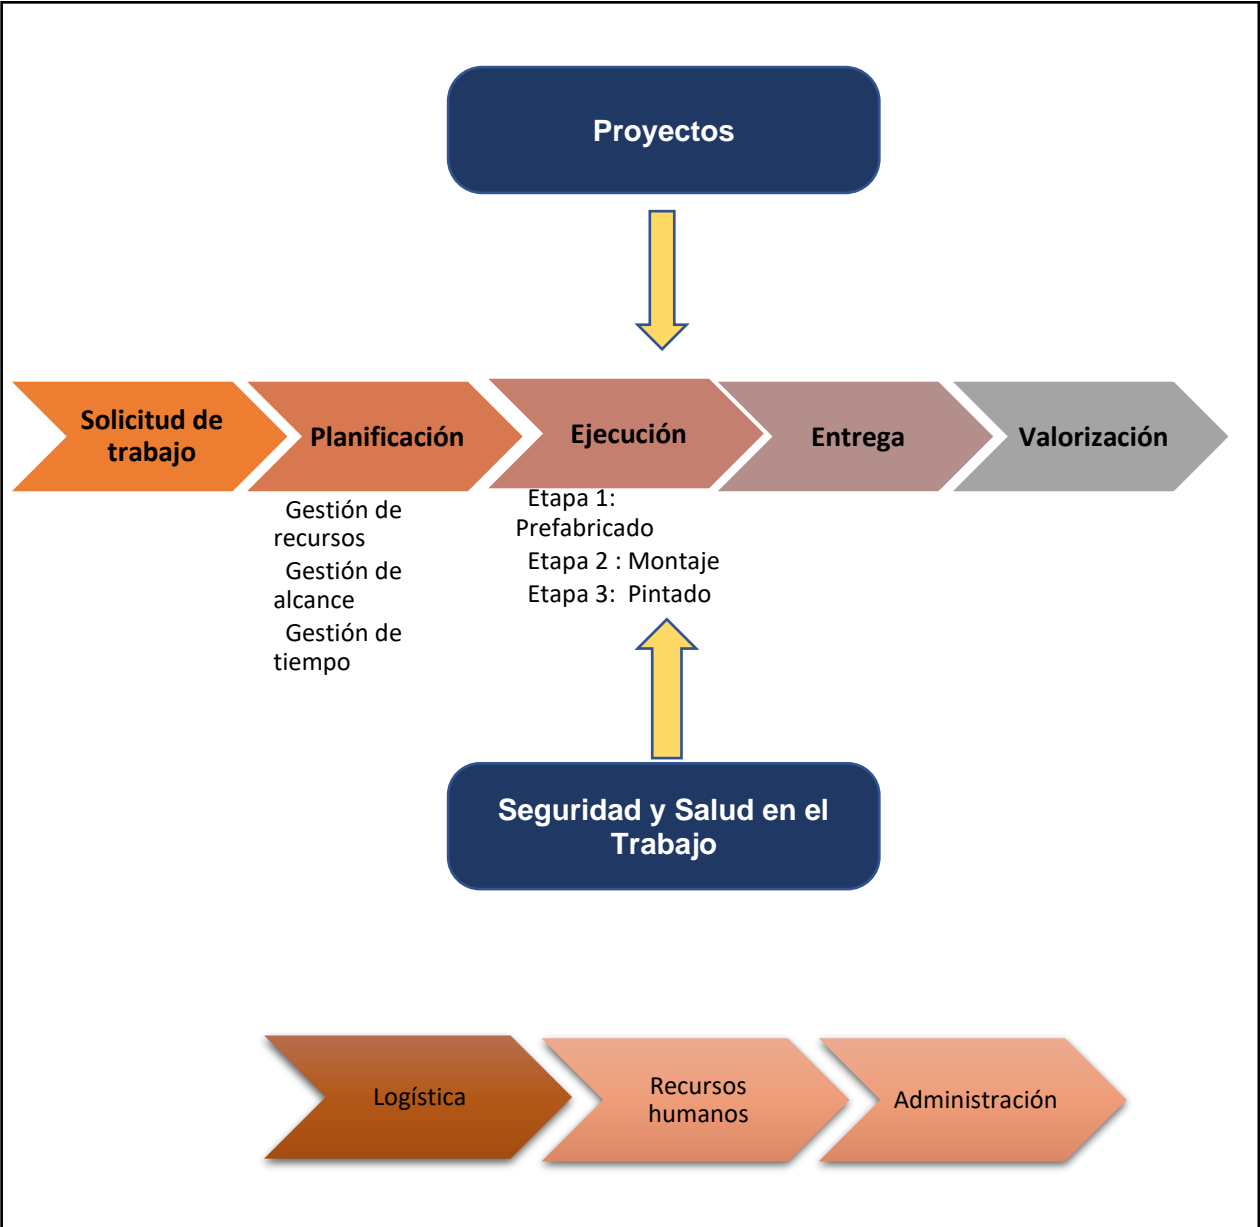 Proyectos
Solicitud de
trabajo
Planificación
Ejecución
Entrega
Valorización
Gestión de
recursos
Gestión de
alcance
Gestión de
tiempo
Etapa 1:
Prefabricado
Etapa 2 : Montaje
Etapa 3:  Pintado
Seguridad y Salud en el
Trabajo
Logística
Recursos
humanos
Administración